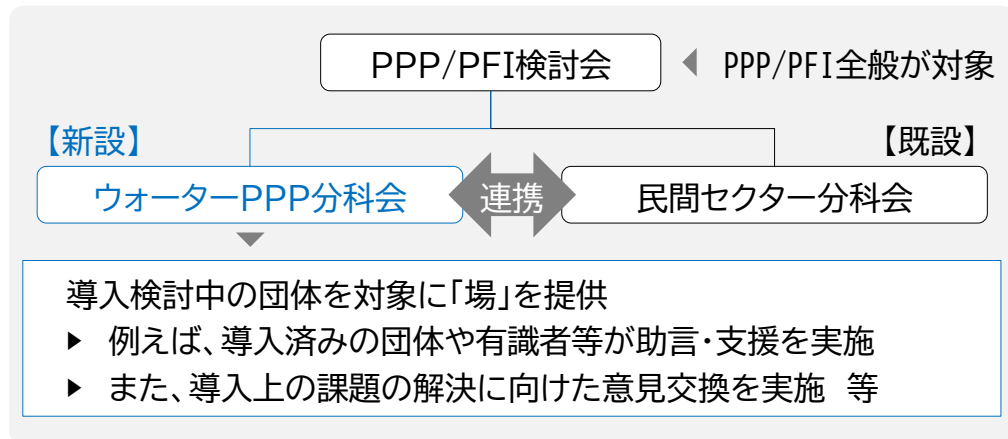 PPP/PFI検討会
PPP/PFI全般が対象
【新設】
【既設】
ウォーターPPP分科会
連携
民間セクター分科会
導入検討中の団体を対象に「場」を提供
▶ 例えば、導入済みの団体や有識者等が助言・支援を実施
▶ また、導入上の課題の解決に向けた意見交換を実施 等